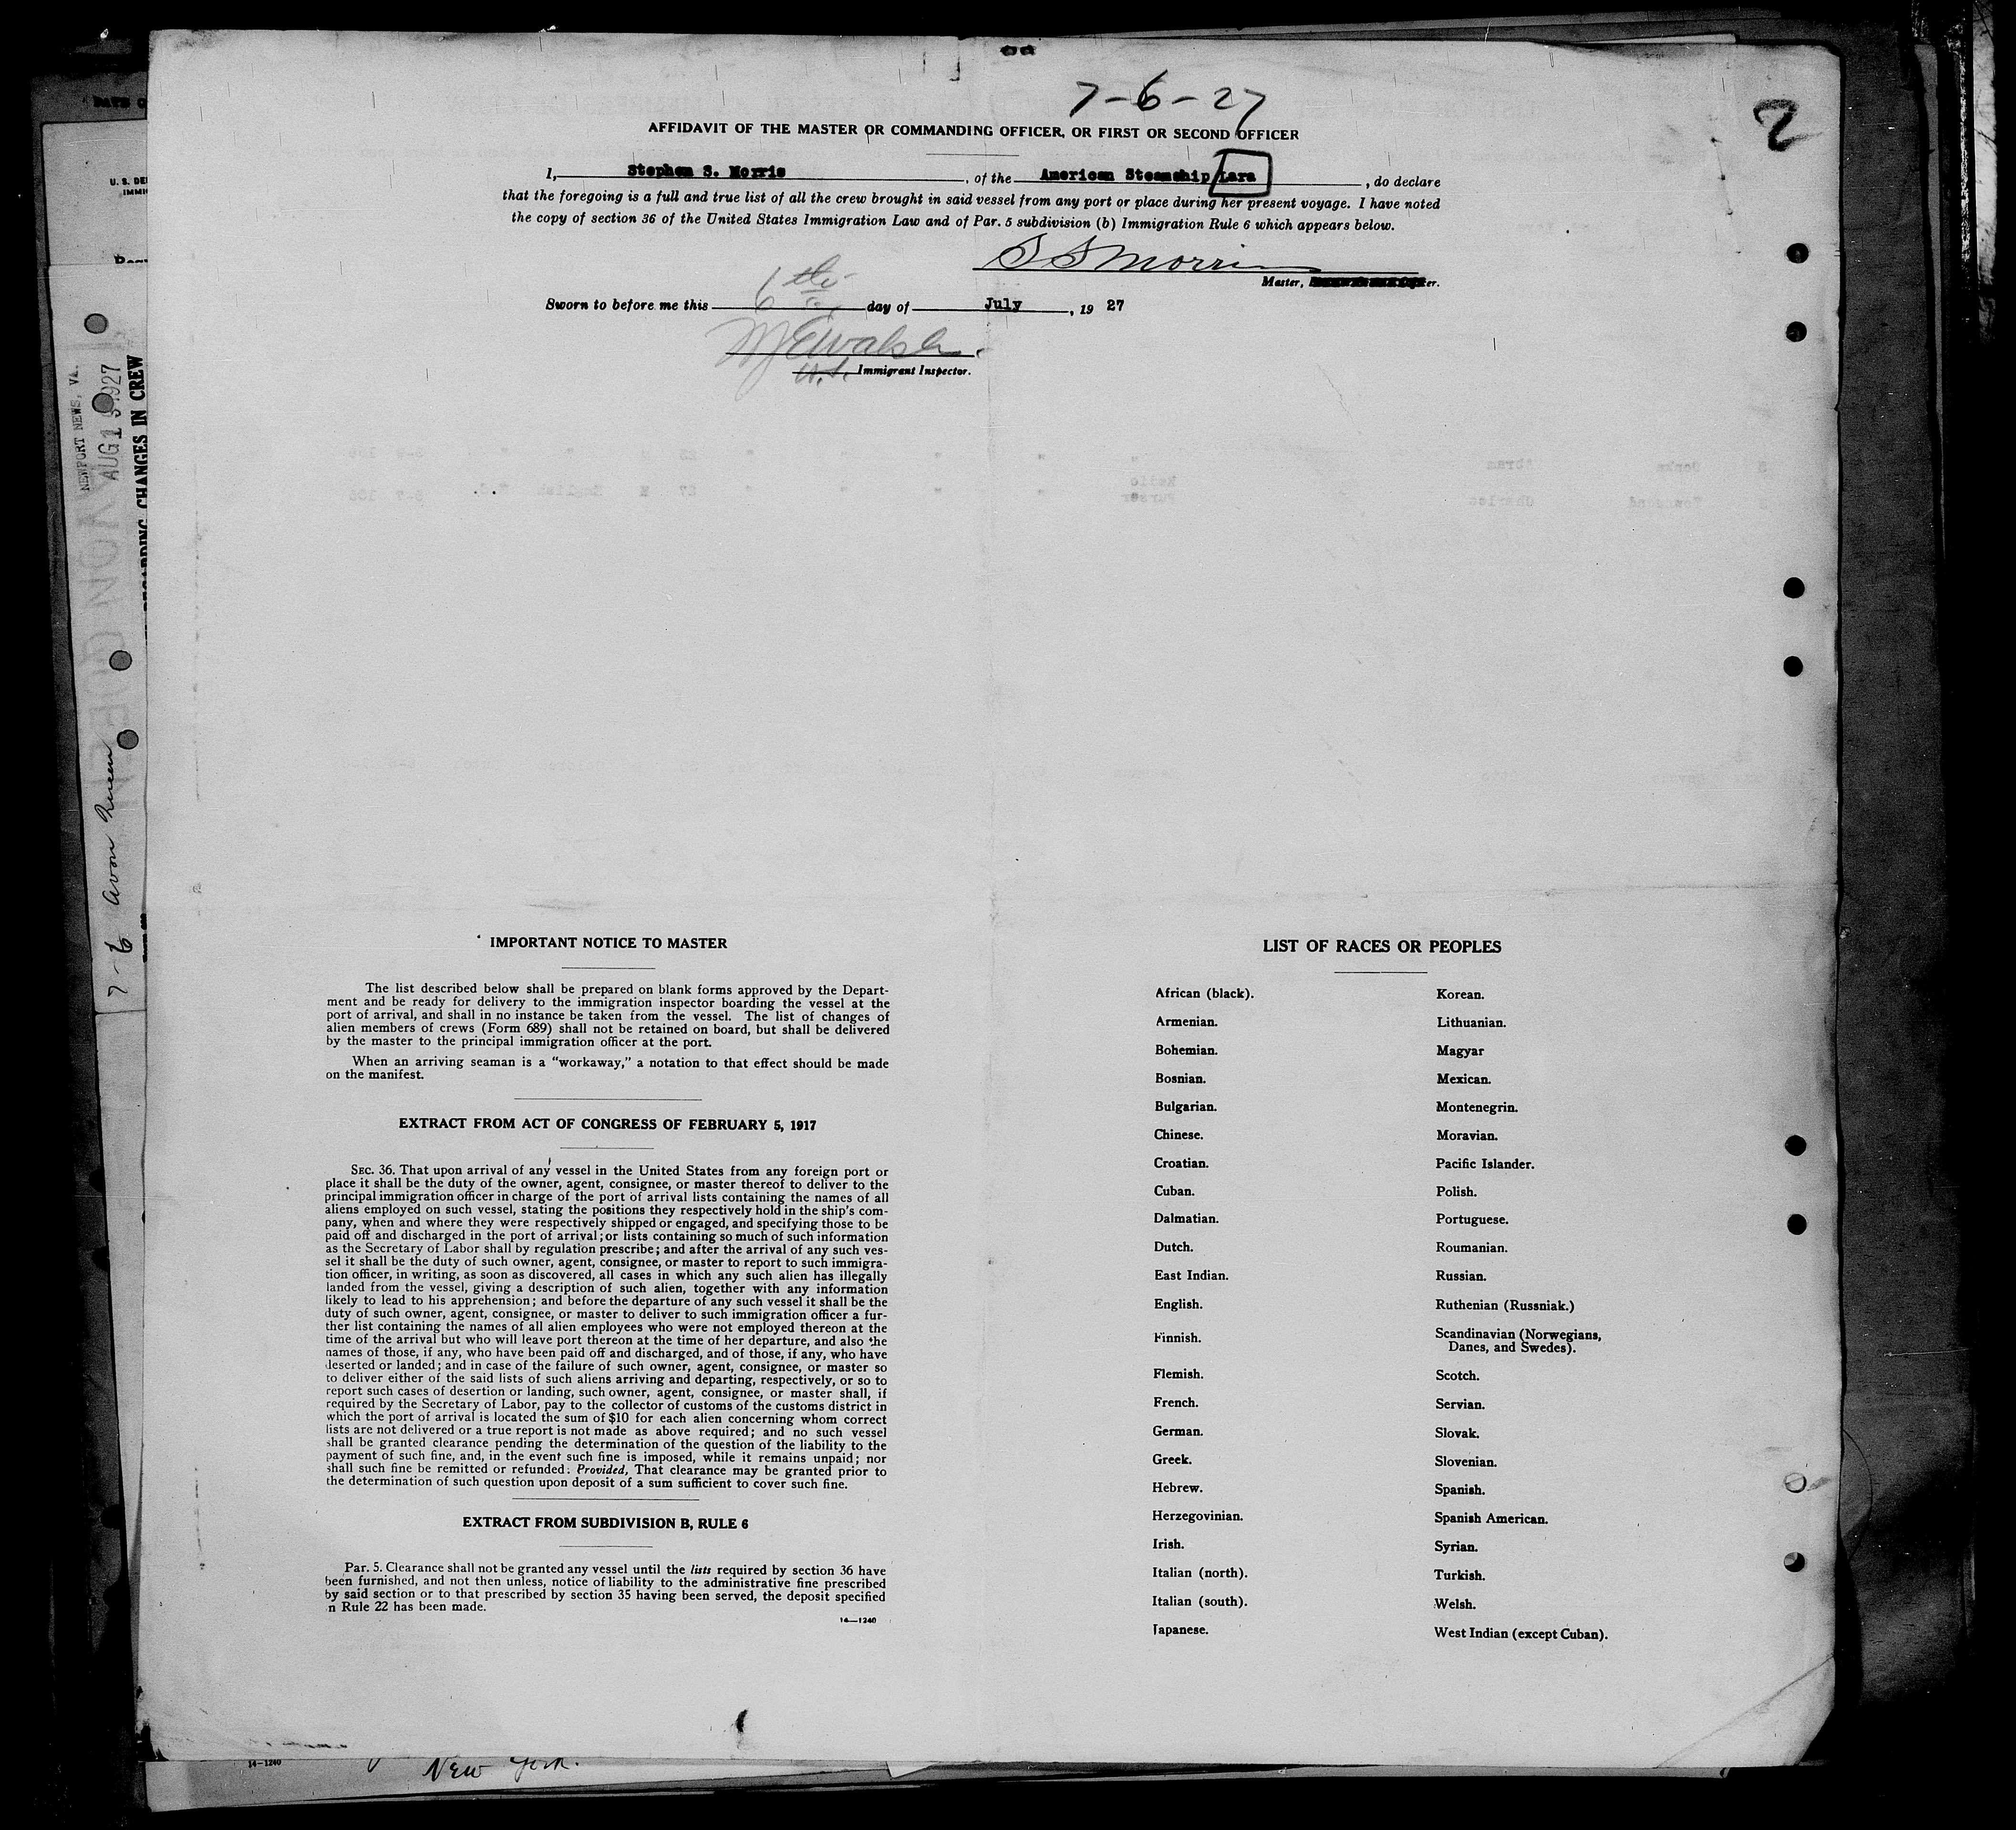 7-6-27
2
AFFIDAVIT OF THE MASTER OR COMMANDING OFFICER, OR FIRST OR SECOND OFFICER
I, Stephen S. Morris, of the American Steamship Lara, do declare
that the foregoing is a full and true list of all the crew brought in said vessel from any port or place during her present voyage. I have noted
the copy of section 36 of the United States Immigration Law and of Par. 5 subdivision (b) Immigration Rule 6 which appears below.
S S Morris
Master, er.
Sworn to before me this 6th day of July, 19 27
Walsh
U.S. Immigrant Inspector.
IMPORTANT NOTICE TO MASTER
The list described below shall be prepared on blank forms approved by the Depart-
ment and be ready for delivery to the immigration inspector boarding the vessel at the
port of arrival, and shall in no instance be taken from the vessel. The list of changes of
alien members of crews (Form 689) shall not be retained on board, but shall be delivered
by the master to the principal immigration officer at the port.
When an arriving seaman is a “workaway,” a notation to that effect should be made
on the manifest.
EXTRACT FROM ACT OF CONGRESS OF FEBRUARY 5, 1917
SEC. 36. That upon arrival of any vessel in the United States from any foreign port or
place it shall be the duty of the owner, agent, consignee, or master thereof to deliver to the
principal immigration officer in charge of the port of arrival lists containing the names of all
aliens employed on such vessel, stating the positions they respectively hold in the ship's com-
pany, when and where they were respectively shipped or engaged, and specifying those to be
paid off and discharged in the port of arrival; or lists containing so much of such information
as the Secretary of Labor shall by regulation prescribe; and after the arrival of any such ves-
sel it shall be the duty of such owner, agent, consignee, or master to report to such immigra-
tion officer, in writing, as soon as discovered, all cases in which any such alien has illegally
landed from the vessel, giving a description of such alien, together with any information
likely to lead to his apprehension; and before the departure of any such vessel it shall be the
duty of such owner, agent, consignee, or master to deliver to such immigration officer a fur-
ther list containing the names of all alien employees who were not employed thereon at the
time of the arrival but who will leave port thereon at the time of her departure, and also the
names of those, if any, who have been paid off and discharged, and of those, if any, who have
deserted or landed; and in case of the failure of such owner, agent, consignee, or master so
to deliver either of the said lists of such aliens arriving and departing, respectively, or so to
report such cases of desertion or landing, such owner, agent, consignee, or master shall, if
required by the Secretary of Labor, pay to the collector of customs of the customs district in
which the port of arrival is located the sum of $10 for each alien concerning whom correct
lists are not delivered or a true report is not made as above required; and no such vessel
shall be granted clearance pending the determination of the question of the liability to the
payment of such fine, and, in the event such fine is imposed, while it remains unpaid; nor
shall such fine be remitted or refunded: Provided, That clearance may be granted prior to
the determination of such question upon deposit of a sum sufficient to cover such fine.
EXTRACT FROM SUBDIVISION B, RULE 6
Par. 5. Clearance shall not be granted any vessel until the lists required by section 36 have
been furnished, and not then unless, notice of liability to the administrative fine prescribed
by said section or to that prescribed by section 35 having been served, the deposit specified
n Rule 22 has been made.
14—1240
LIST OF RACES OR PEOPLES
African (black).
Armenian.
Bohemian.
Bosnian.
Bulgarian.
Chinese.
Croatian.
Cuban.
Dalmatian.
Dutch.
East Indian.
English.
Finnish.
Flemish.
French.
German.
Greek.
Hebrew.
Herzegovinian.
Irish.
Italian (north).
Italian (south).
Japanese.
Korean.
Lithuanian.
Magyar
Mexican.
Montenegrin.
Moravian.
Pacific Islander.
Polish.
Portuguese.
Roumanian.
Russian.
Ruthenian (Russniak.)
Scandinavian (Norwegians,
Danes, and Swedes).
Scotch.
Servian.
Slovak.
Slovenian.
Spanish.
Spanish American.
Syrian.
Turkish.
Welsh.
West Indian (except Cuban).
NEWPORT NEWS, VA.
CHANGES IN CREW
7-6 Avon Queen
14—1240
New York.